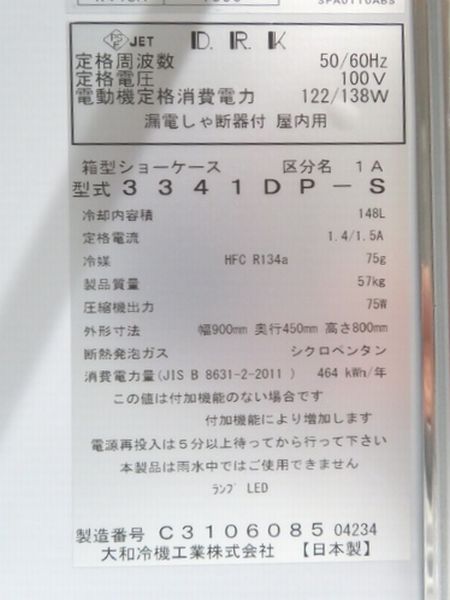 SPA0110ABS
PSE JET D.R.K
定格周波数 50/60Hz
定格電圧 100V
電動機定格消費電力 122/138W
漏電しゃ断器付 屋内用
箱型ショーケース 区分名 1A
型式 3341DP-S
冷却内容積 148L
定格電流 1.4/1.5A
冷媒 HFC R134a 75g
製品質量 57kg
圧縮機出力 75W
外形寸法 幅900mm 奥行450mm 高さ800mm
断熱発泡ガス シクロペンタン
消費電力量(JIS B 8631-2-2011 ) 464 kWh/年
この値は付加機能のない場合です
付加機能により増加します
電源再投入は5分以上待ってから行って下さい
本製品は雨水中ではご使用できません
ﾗﾝﾌﾟ LED
製造番号 C3106085 04234
大和冷機工業株式会社 【日本製】